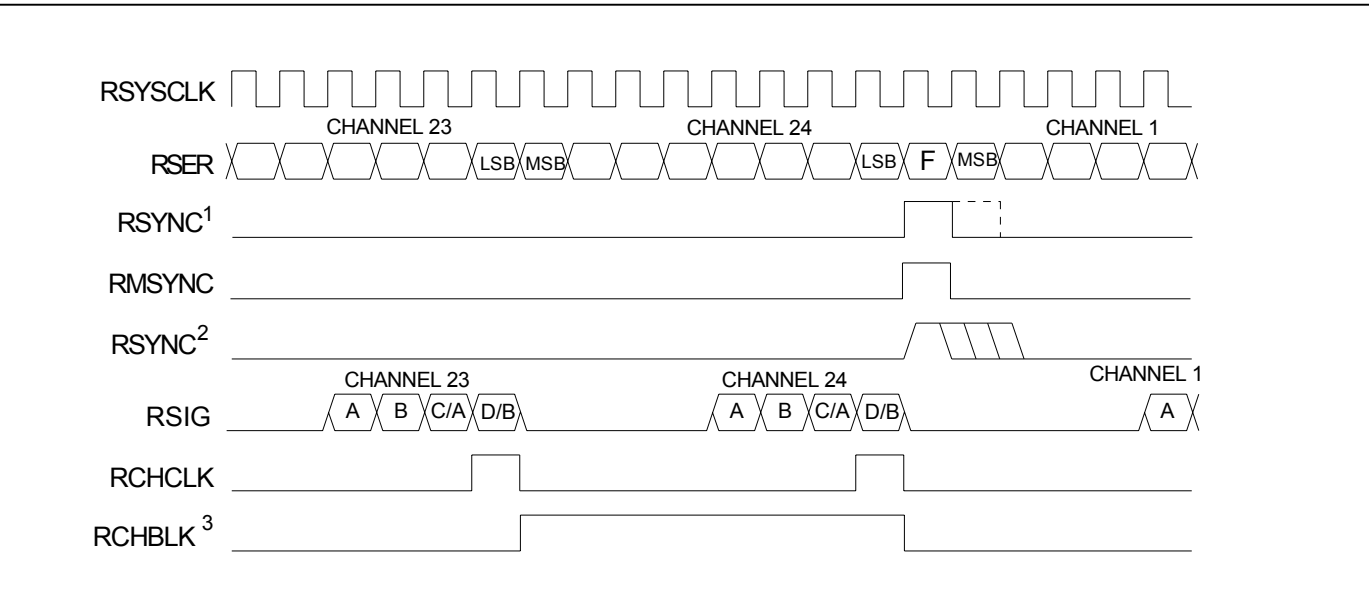 RSYSCLK
CHANNEL 23 CHANNEL 24 CHANNEL 1
RSER LSB MSB LSB F MSB
RSYNC1
RMSYNC
RSYNC2
CHANNEL 23 CHANNEL 24 CHANNEL 1
RSIG A B C/A D/B A B C/A D/B A
RCHCLK
RCHBLK 3